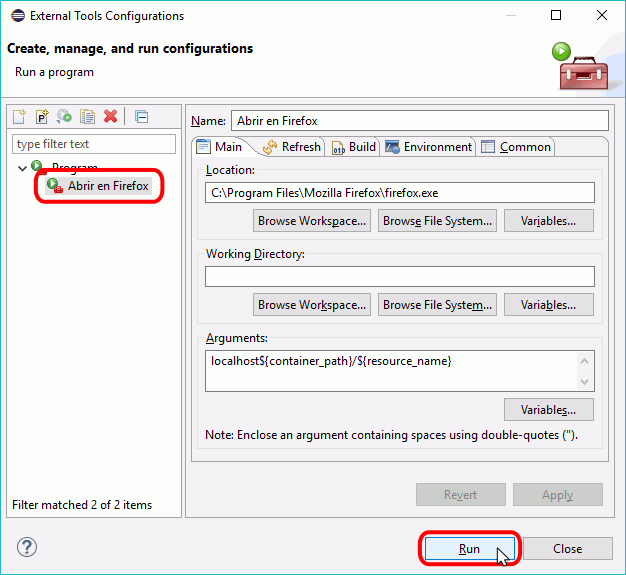 External Tools Configurations
Create, manage, and run configurations
Run a program
type filter text
Program
Abrir en Firefox
Filter matched 2 of 2 items
Name: Abrir en Firefox
Main Refresh Build Environment Common
Location:
C:\Program Files\Mozilla Firefox\firefox.exe
Browse Workspace... Browse File System... Variables...
Working Directory:
Browse Workspace... Browse File System... Variables...
Arguments:
localhost${container_path}/${resource_name}
Variables...
Note: Enclose an argument containing spaces using double-quotes (").
Revert Apply
Run Close